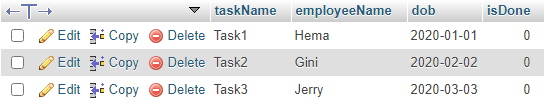 taskName employeeName dob isDone
Edit Copy Delete Task1 Hema 2020-01-01 0
Edit Copy Delete Task2 Gini 2020-02-02 0
Edit Copy Delete Task3 Jerry 2020-03-03 0